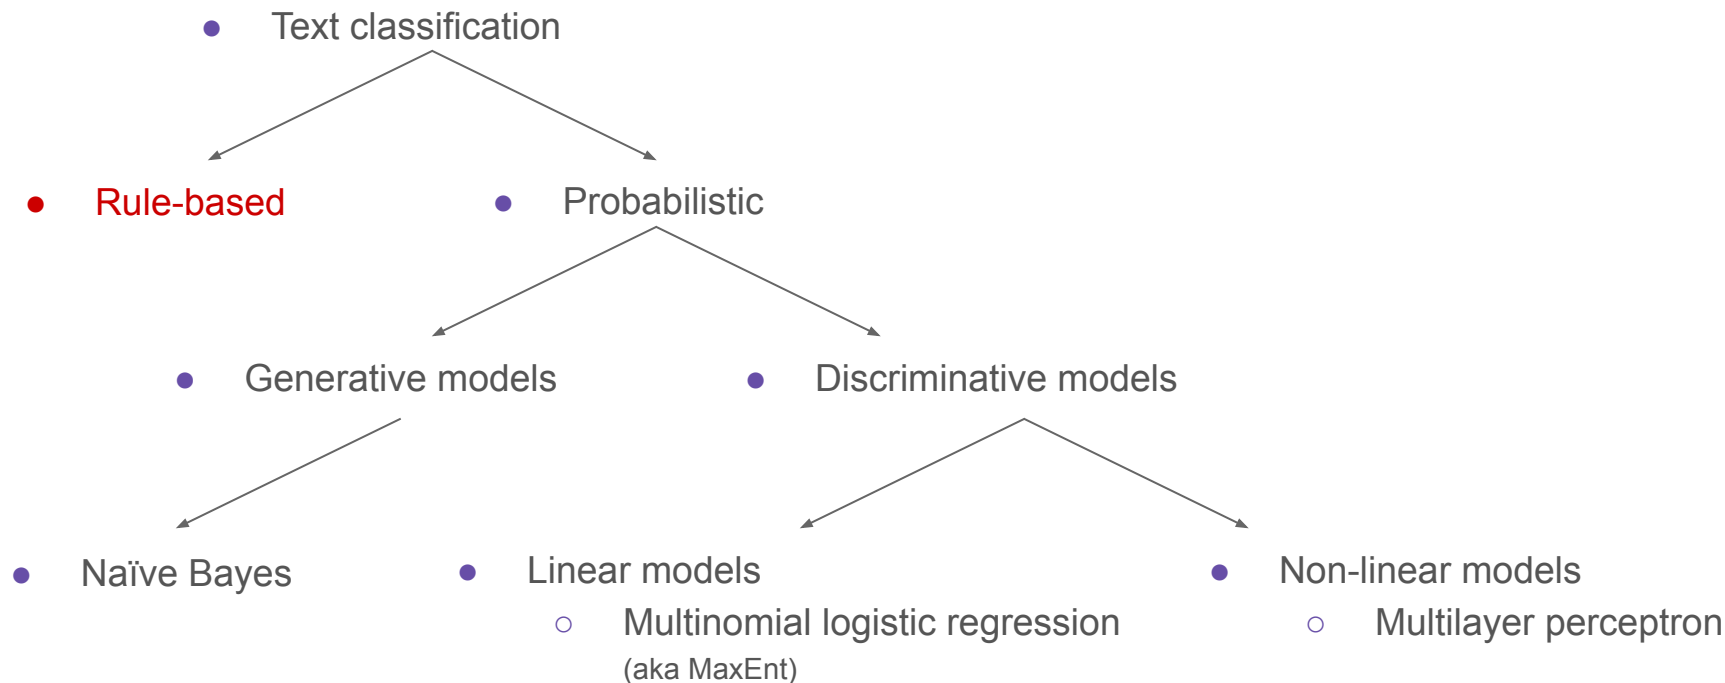 Text classification
Rule-based
Probabilistic
Generative models
Discriminative models
Naïve Bayes
Linear models
Non-linear models
Multinomial logistic regression
Multilayer perceptron
(aka MaxEnt)